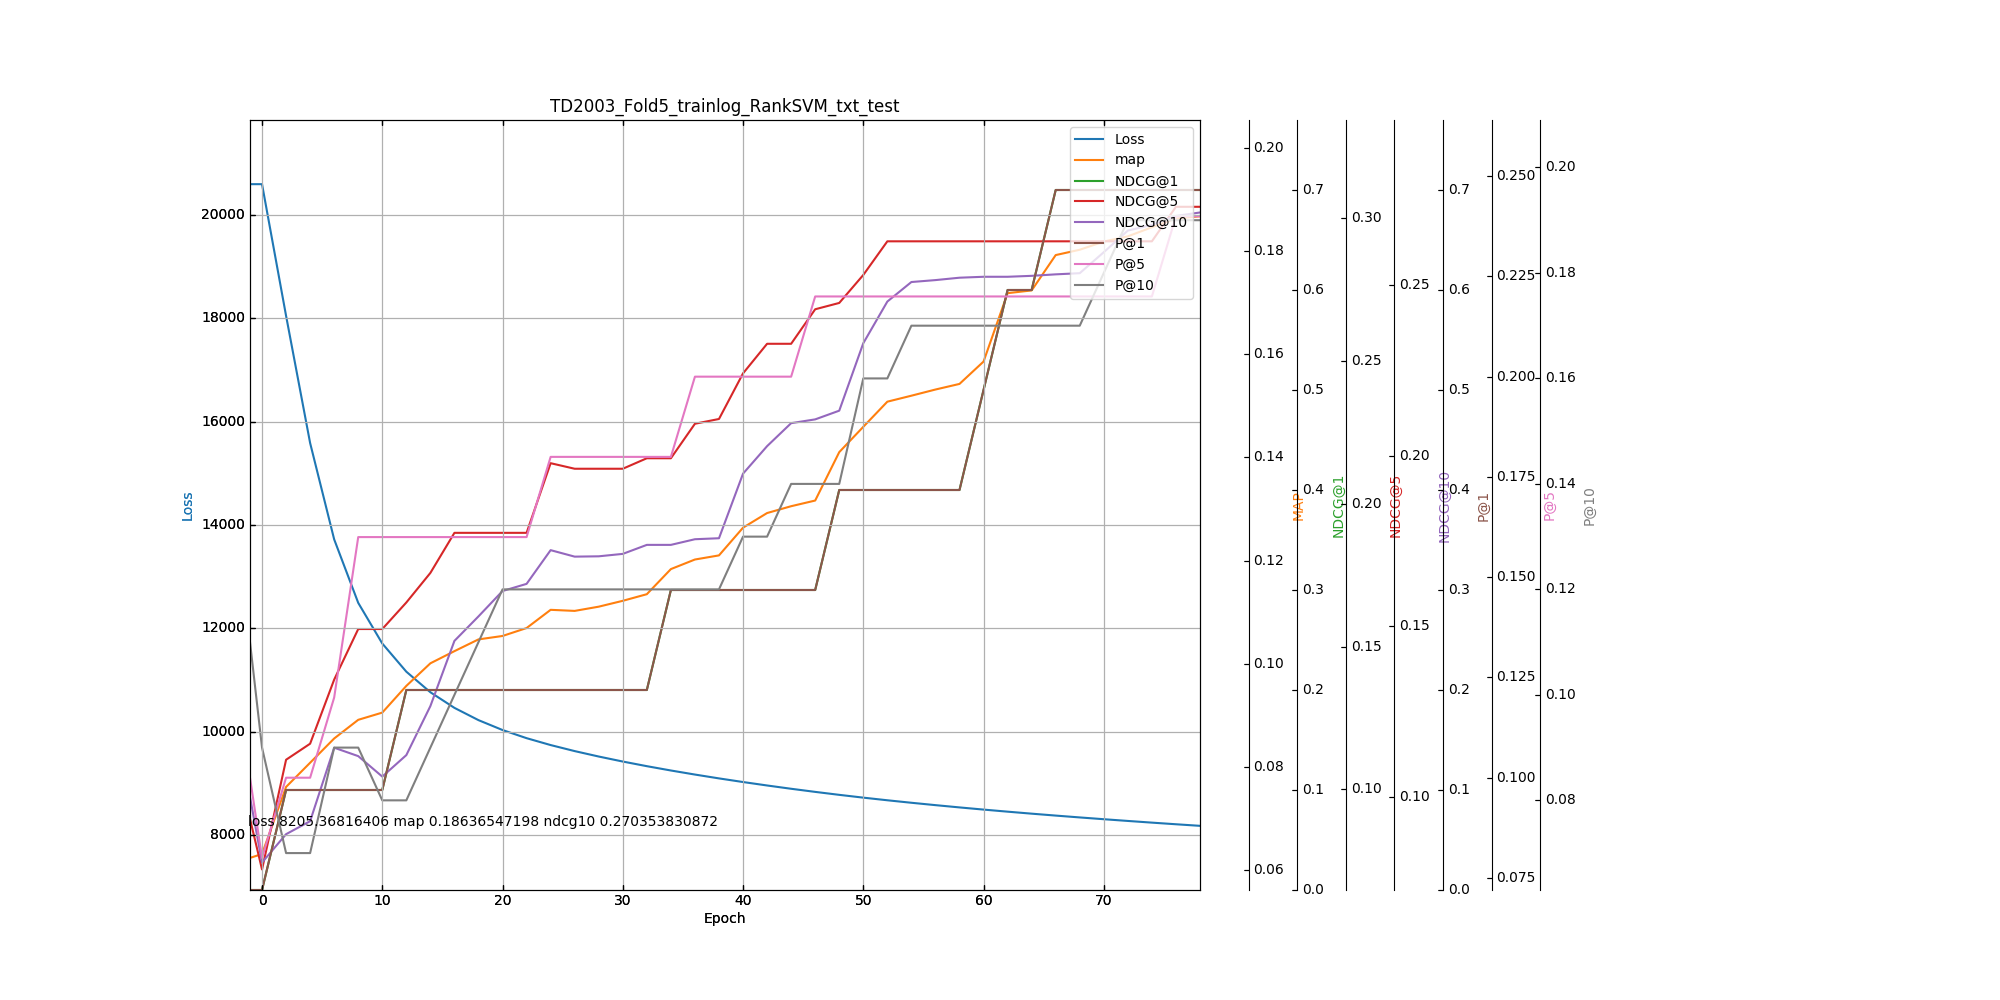 TD2003_Fold5_trainlog_RankSVM_txt_test
Loss
map
NDCG@1
NDCG@5
NDCG@10
P@1
P@5
P@10
20000
18000
16000
14000
12000
10000
8000
Loss
loss 8205.36816406 map 0.18636547198 ndcg10 0.270353830872
0 10 20 30 40 50 60 70
Epoch
0.20
0.18
0.16
0.14
0.12
0.10
0.08
0.06
MAP
0.7
0.6
0.5
0.4
0.3
0.2
0.1
0.0
NDCG@1
0.30
0.25
0.20
0.15
0.10
NDCG@5
0.25
0.20
0.15
0.10
NDCG@10
0.7
0.6
0.5
0.4
0.3
0.2
0.1
0.0
P@1
0.250
0.225
0.200
0.175
0.150
0.125
0.100
0.075
P@5
0.20
0.18
0.16
0.14
0.12
0.10
0.08
P@10